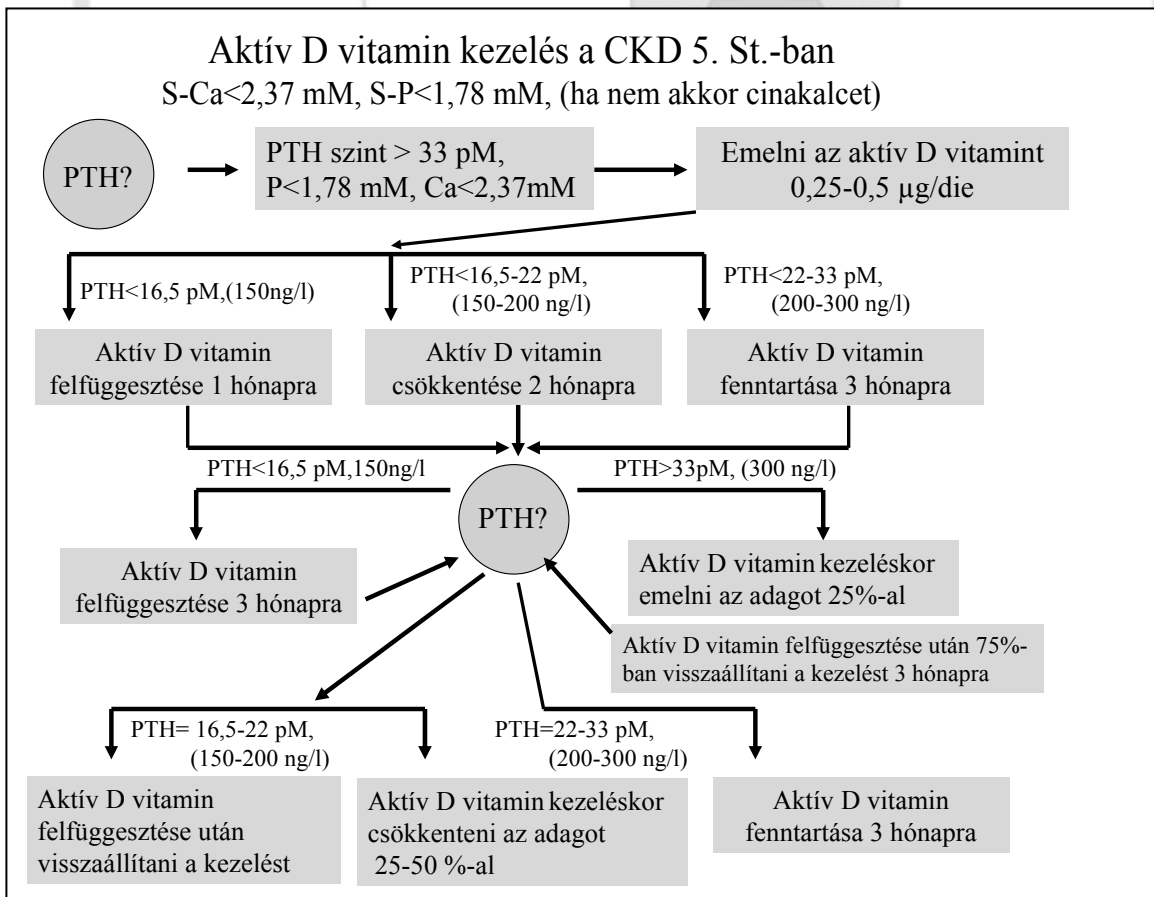 Aktív D vitamin kezelés a CKD 5. St.-ban
S-Ca<2,37 mM, S-P<1,78 mM, (ha nem akkor cinakalcet)
PTH?
PTH szint > 33 pM,
P<1,78 mM, Ca<2,37mM
Emelni az aktív D vitamint
0,25-0,5 µg/die
PTH<16,5 pM,(150ng/l)
PTH<16,5-22 pM,
(150-200 ng/l)
PTH<22-33 pM,
(200-300 ng/l)
Aktív D vitamin
felfüggesztése 1 hónapra
Aktív D vitamin
csökkentése 2 hónapra
Aktív D vitamin
fenntartása 3 hónapra
PTH<16,5 pM,150ng/l
PTH>33pM, (300 ng/l)
PTH?
Aktív D vitamin
felfüggesztése 3 hónapra
Aktív D vitamin kezeléskor
emelni az adagot 25%-al
Aktív D vitamin felfüggesztése után 75%-
ban visszaállítani a kezelést 3 hónapra
PTH= 16,5-22 pM,
(150-200 ng/l)
PTH=22-33 pM,
(200-300 ng/l)
Aktív D vitamin
felfüggesztése után
visszaállítani a kezelést
Aktív D vitamin kezeléskor
csökkenteni az adagot
25-50 %-al
Aktív D vitamin
fenntartása 3 hónapra